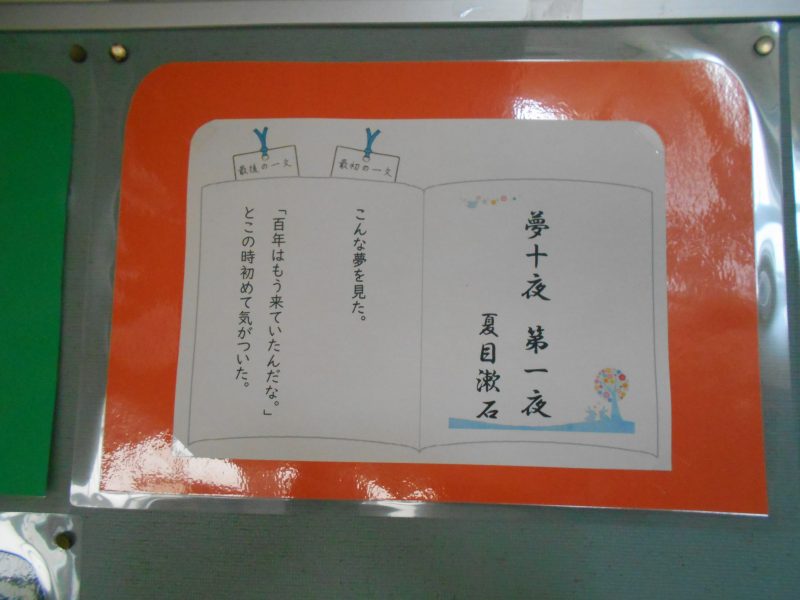 夢十夜　第一夜
夏目漱石
最初の一文
こんな夢を見た。
最後の一文
「百年はもう来ていたんだな。」
とこの時初めて気がついた。